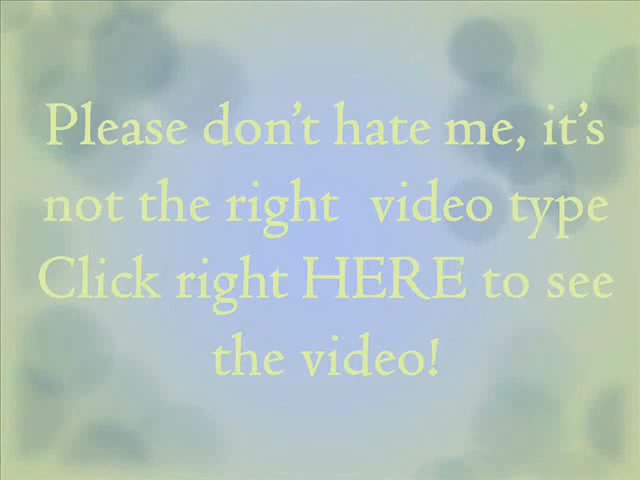 Please don't hate me, it's
not the right video type
Click right HERE to see
the video!